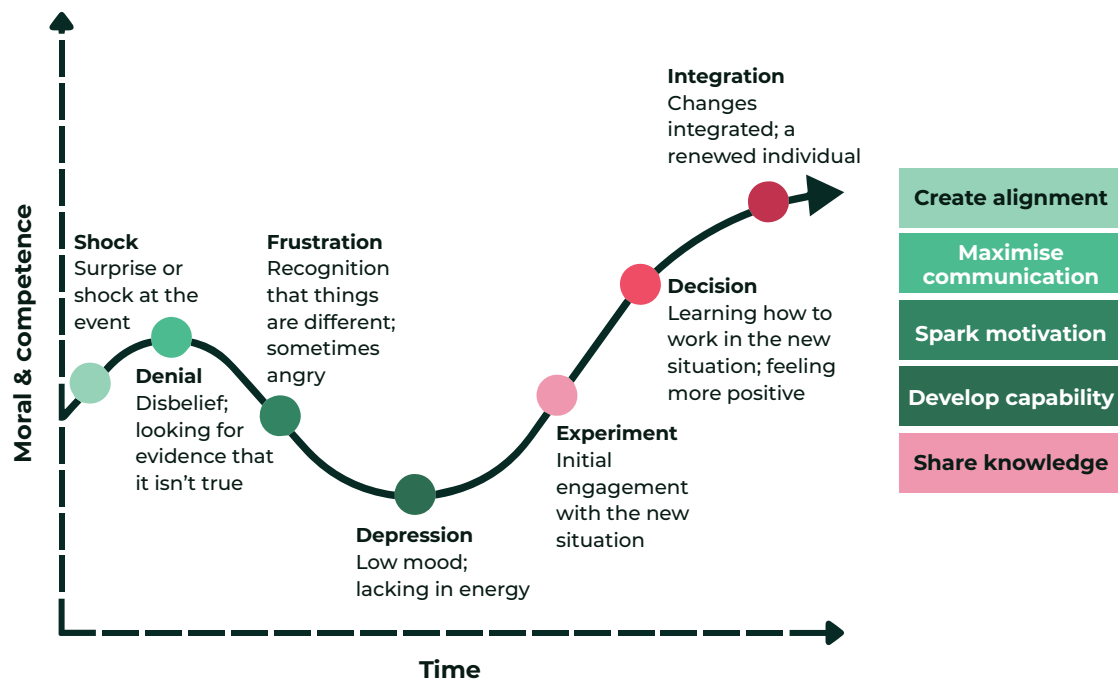 Moral & competence
Shock
Surprise or
shock at the
event
Denial
Disbelief;
looking for
evidence that
it isn’t true
Frustration
Recognition
that things
are different;
sometimes
angry
Depression
Low mood;
lacking in energy
Experiment
Initial
engagement
with the new
situation
Decision
Learning how to
work in the new
situation; feeling
more positive
Integration
Changes
integrated; a
renewed individual
Time
Create alignment
Maximise
communication
Spark motivation
Develop capability
Share knowledge